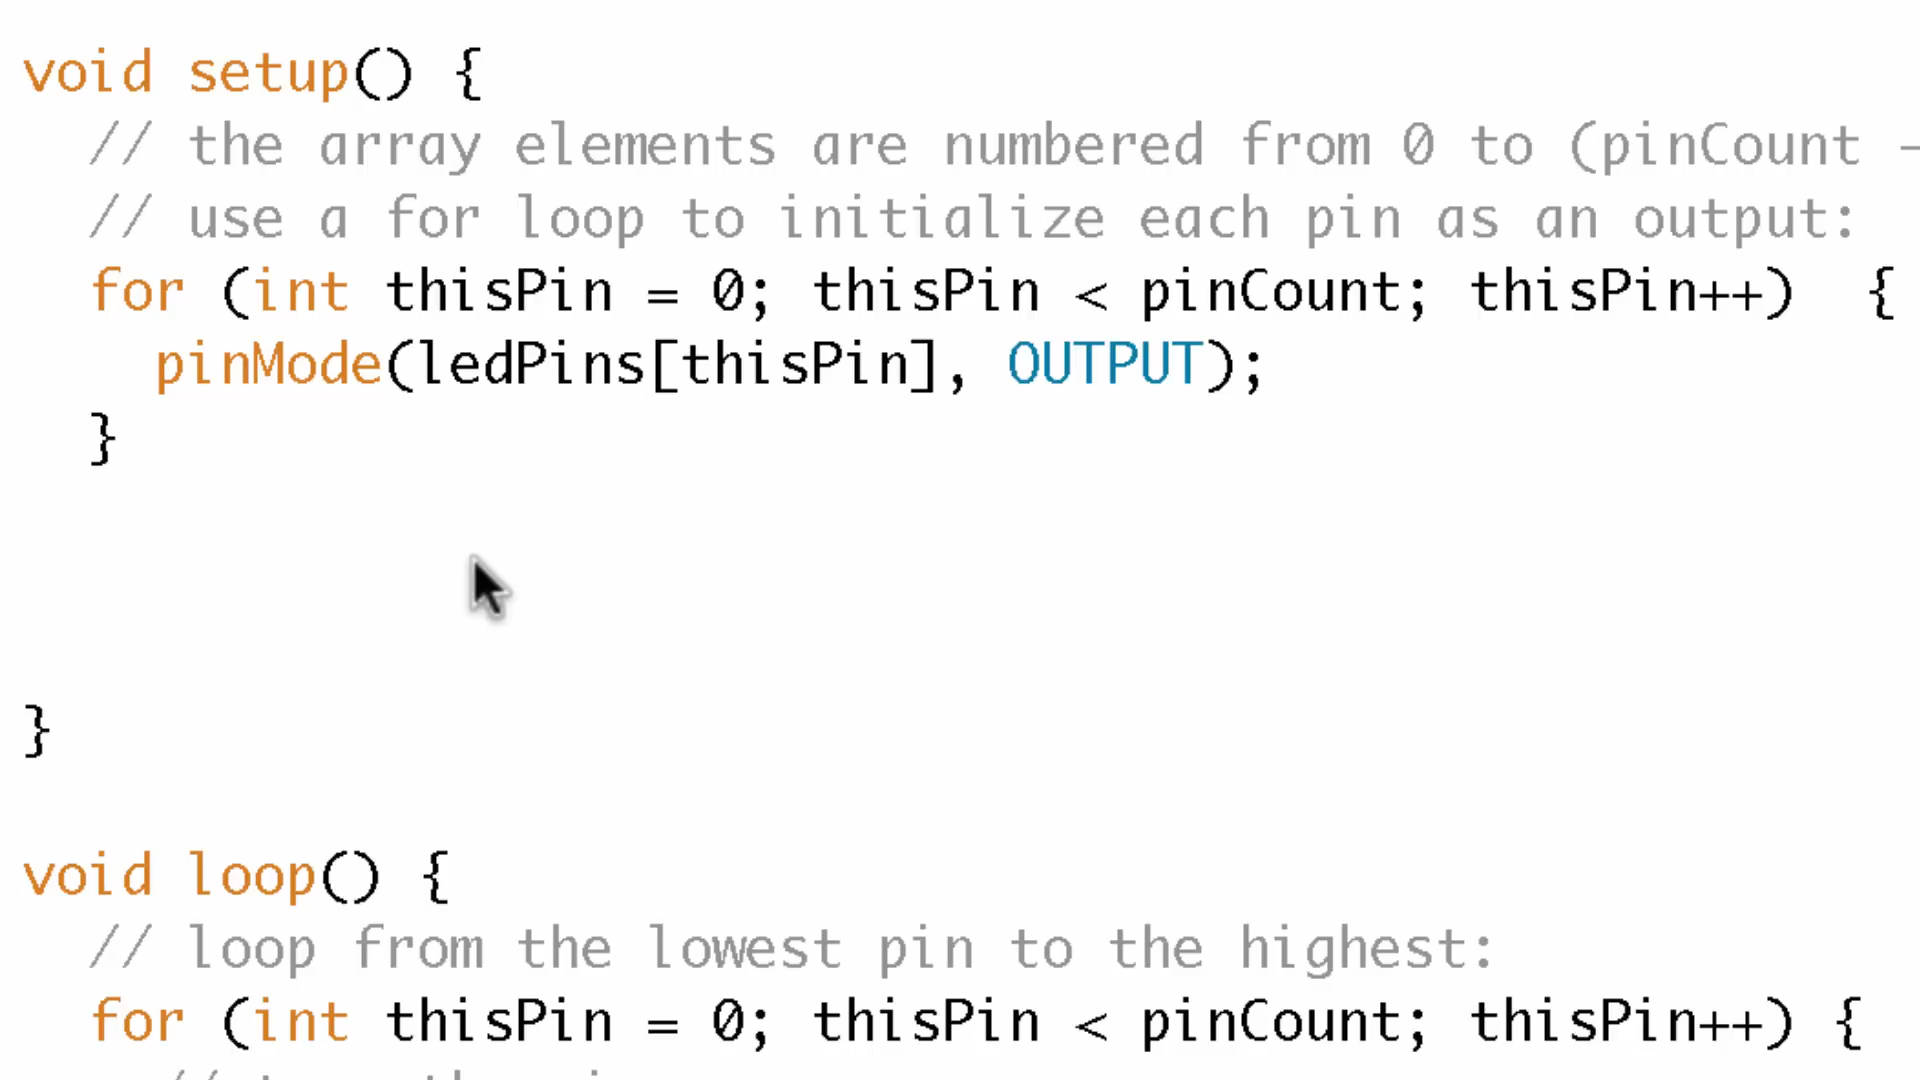 void setup() {
// the array elements are numbered from 0 to (pinCount -
// use a for loop to initialize each pin as an output:
for (int thisPin = 0; thisPin < pinCount; thisPin++)  {
pinMode(ledPins[thisPin], OUTPUT);
}
}
void loop() {
// loop from the lowest pin to the highest:
for (int thisPin = 0; thisPin < pinCount; thisPin++) {